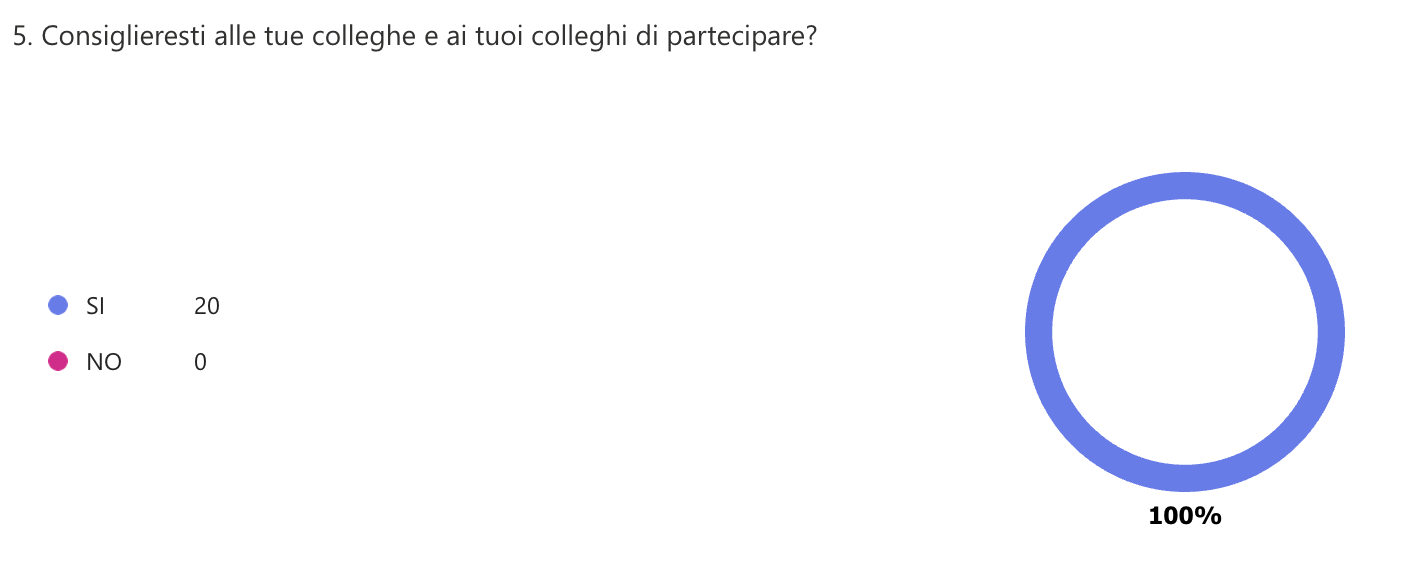 5. Consiglieresti alle tue colleghe e ai tuoi colleghi di partecipare?
SI 20
NO 0
100%